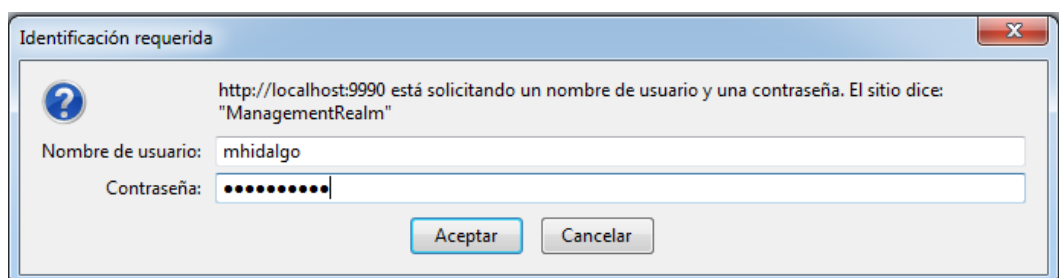 Identificación requerida
http://localhost:9990 está solicitando un nombre de usuario y una contraseña. El sitio dice:
"ManagementRealm"
Nombre de usuario: mhidalgo
Contraseña: ●●●●●●●●●●
Aceptar Cancelar